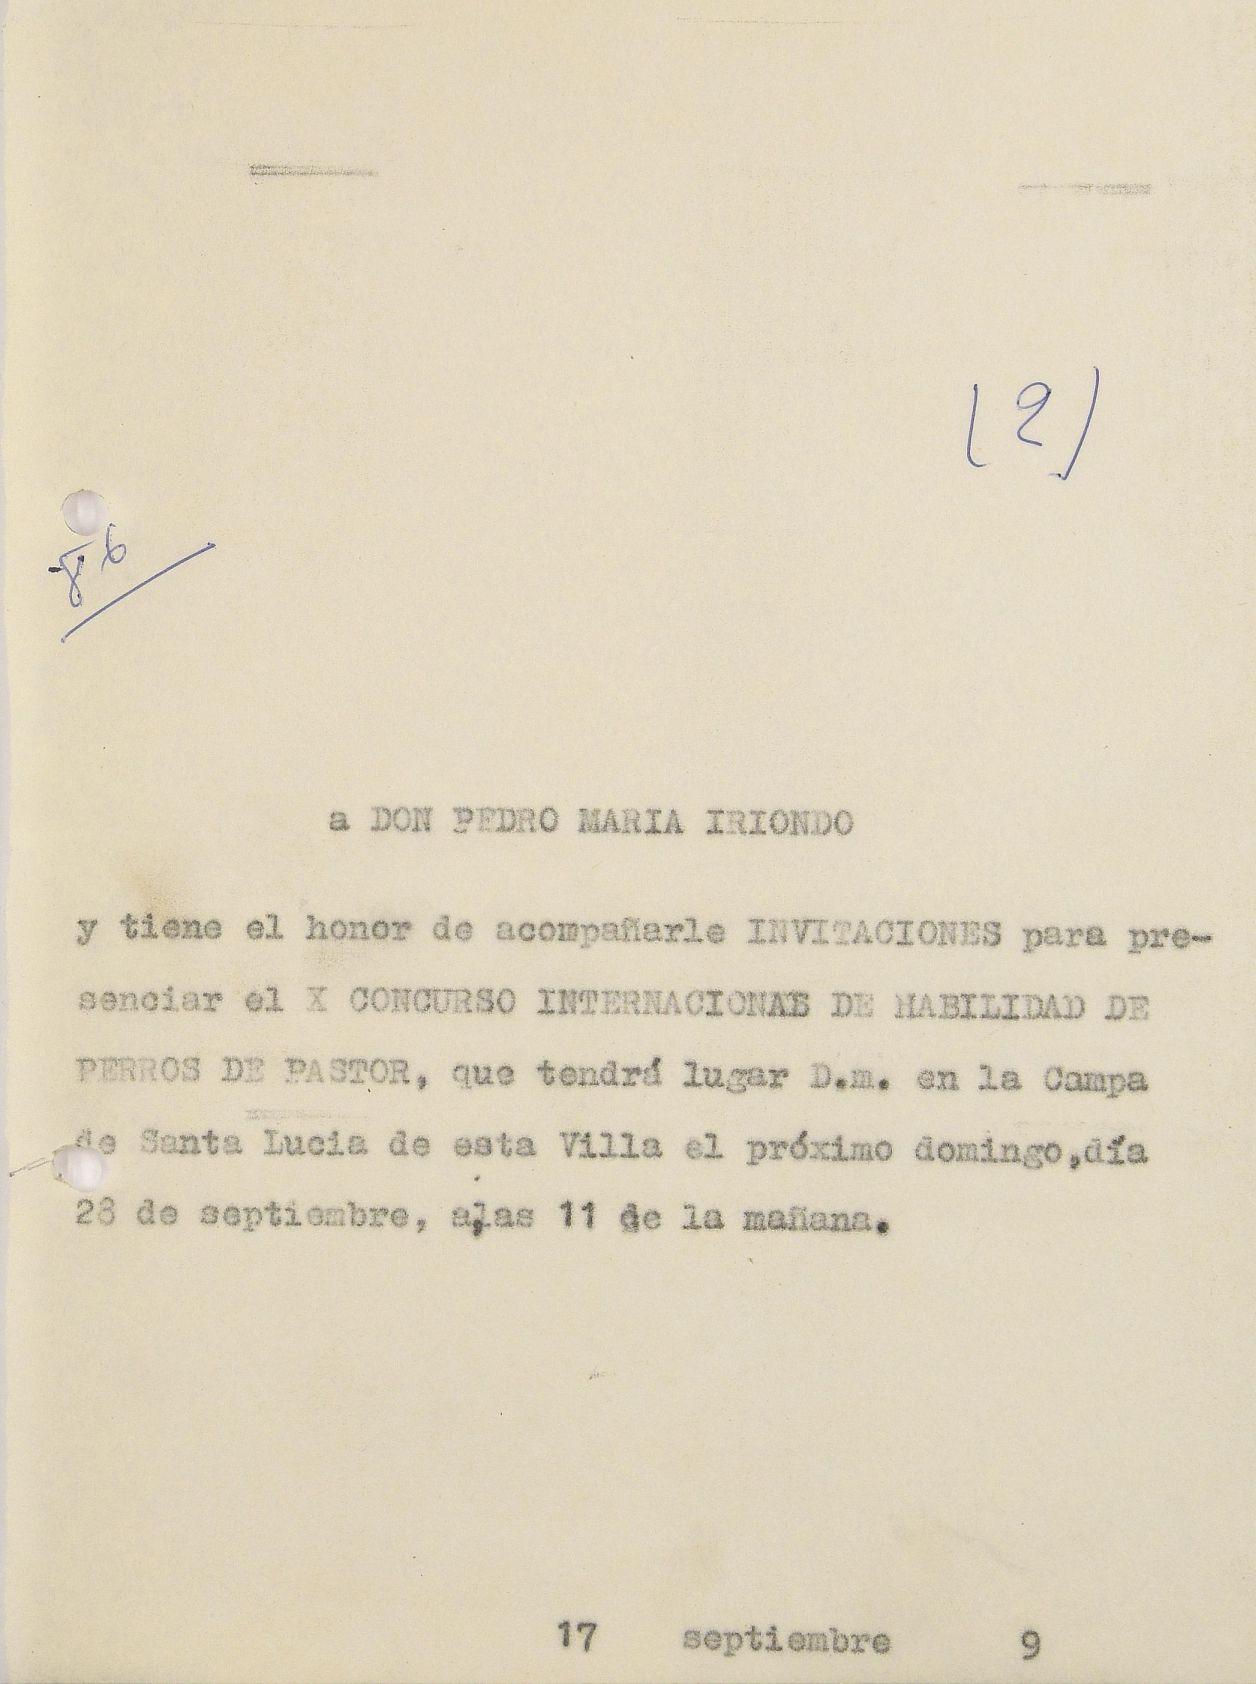 (2)
86
a DON PEDRO MARIA IRIONDO
y tiene el honor de acompañarle INVITACIONES para pre-
senciar el X CONCURSO INTERNACIONAL DE HABILIDAD DE
PERROS DE PASTOR, que tendrá lugar D.m. en la Campa
de Santa Lucia de esta Villa el próximo domingo,día
28 de septiembre, a,las 11 de la mañana.
17 septiembre 9